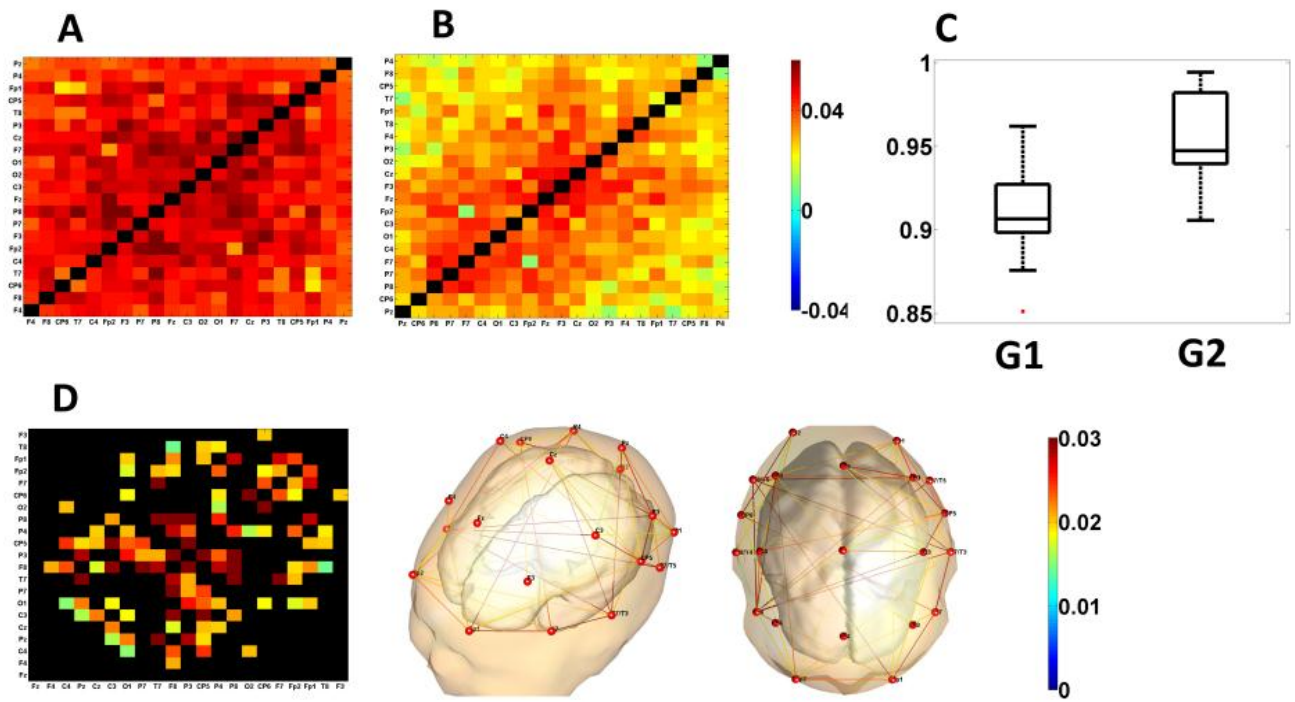 A
B
C
Pz
P4
Fp1
CP5
T8
P3
Cz
F7
O1
O2
C3
Fz
P8
P7
F3
Fp2
C4
T7
CP6
F8
F4
F4 F8 CP6 T7 C4 Fp2 F3 P7 P8 Fz C3 O2 O1 F7 Cz P3 T8 CP5 Fp1 P4 Pz
P4
F8
CP5
T7
Fp1
T8
F4
P3
O2
Cz
F3
Fz
Fp2
C3
O1
C4
F7
P7
P8
CP6
Pz
Pz CP6 P8 P7 F7 C4 O1 C3 Fp2 Fz F3 Cz O2 P3 F4 T8 Fp1 T7 CP5 F8 P4
0.04
0
-0.04
1
0.95
0.9
0.85
G1
G2
D
F3
T8
Fp1
Fp2
F7
CP6
O2
P8
P4
CP5
P3
F8
T7
P7
O1
C3
Cz
Pz
C4
F4
Fz
Fz F4 C4 Pz Cz C3 O1 P7 T7 F8 P3 CP5 P4 P8 O2 CP6 F7 Fp2 Fp1 T8 F3
Cz
C3
F3
CP5
0.03
0.02
0.01
0